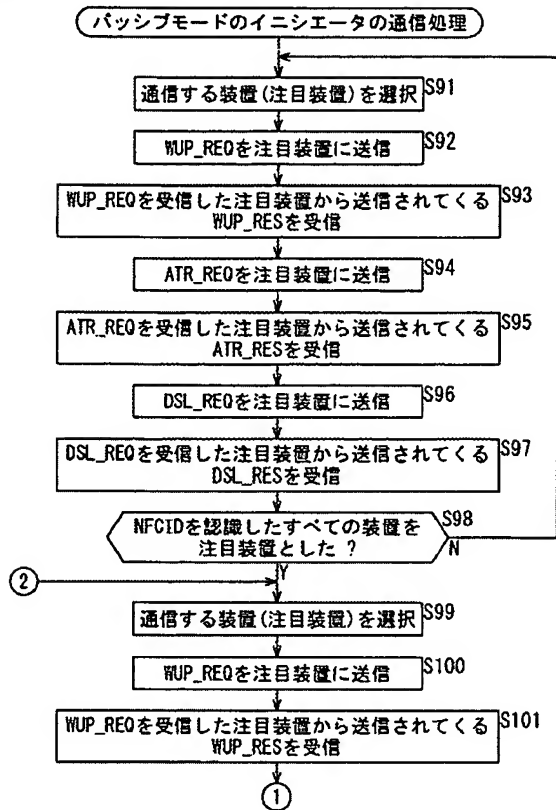 パッシブモードのイニシエータの通信処理
通信する装置(注目装置)を選択 S91
WUP_REQを注目装置に送信 S92
WUP_REQを受信した注目装置から送信されてくる S93
WUP_RESを受信
ATR_REQを注目装置に送信 S94
ATR_REQを受信した注目装置から送信されてくる S95
ATR_RESを受信
DSL_REQを注目装置に送信 S96
DSL_REQを受信した注目装置から送信されてくる S97
DSL_RESを受信
NFCIDを認識したすべての装置を S98
注目装置とした ? N
Y
②
通信する装置(注目装置)を選択 S99
WUP_REQを注目装置に送信 S100
WUP_REQを受信した注目装置から送信されてくる S101
WUP_RESを受信
①